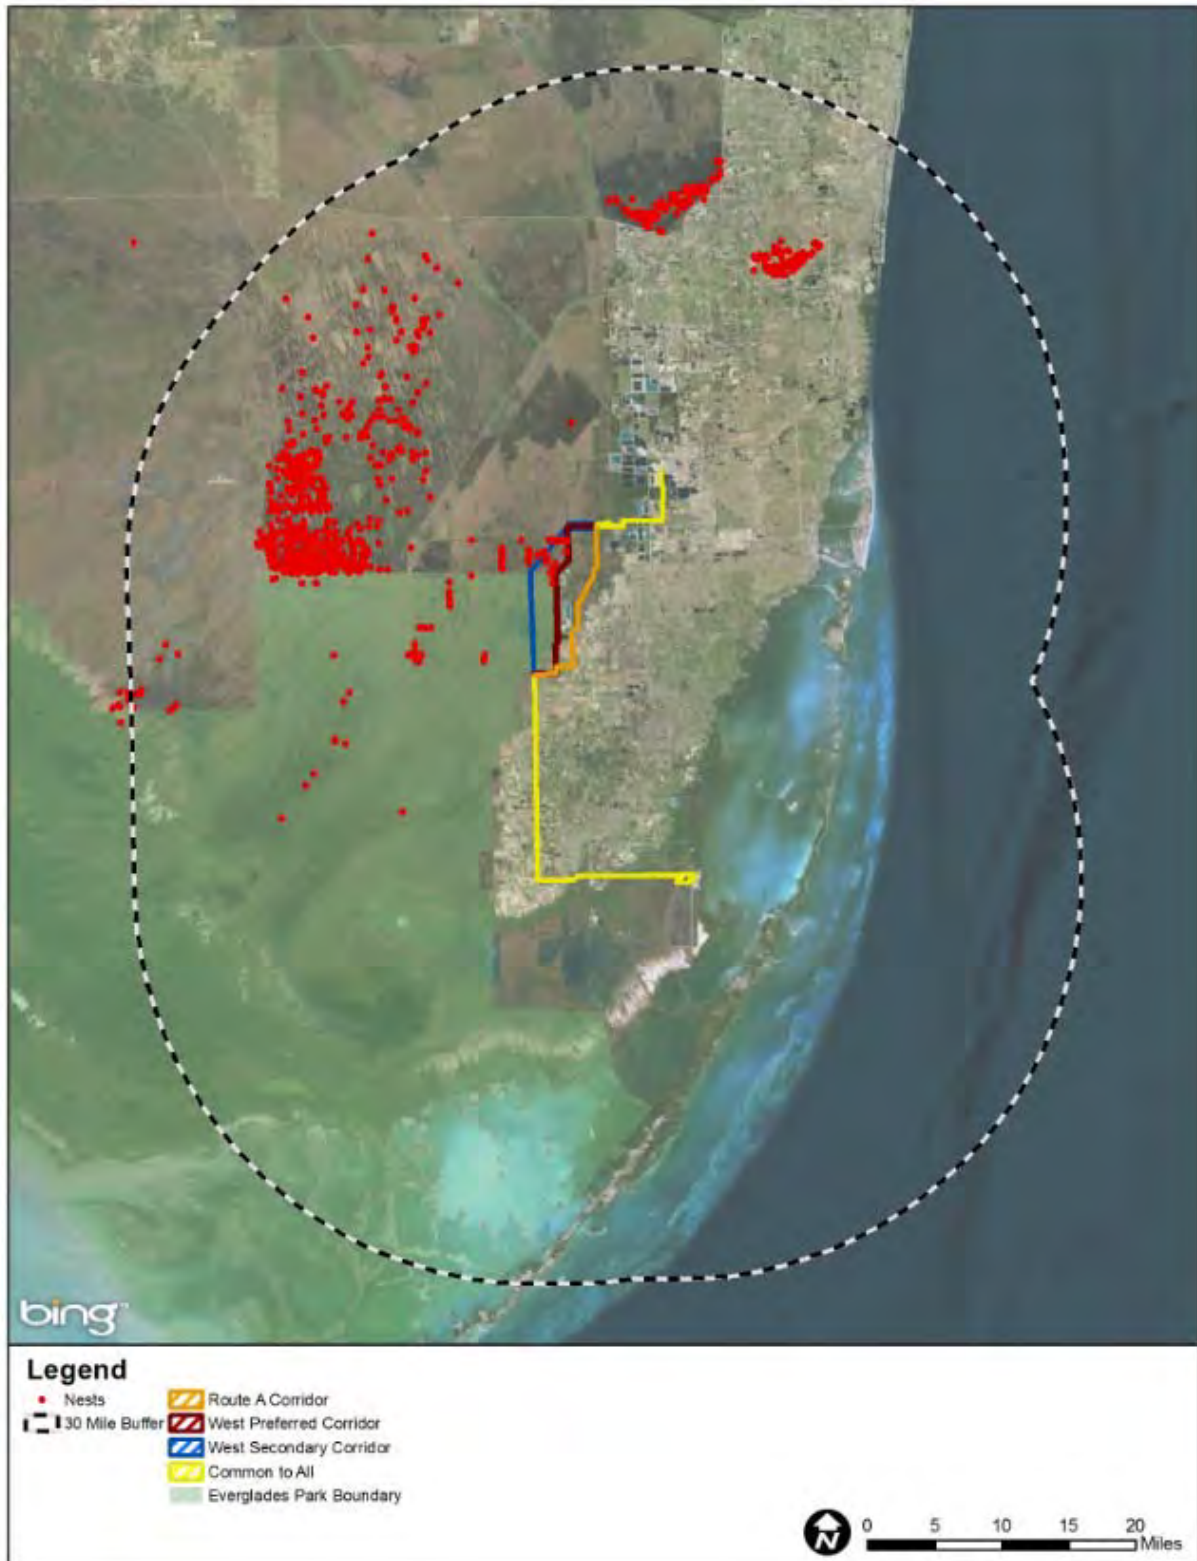 bing™
Legend
Nests
30 Mile Buffer
Route A Corridor
West Preferred Corridor
West Secondary Corridor
Common to All
Everglades Park Boundary
N
0 5 10 15 20
Miles